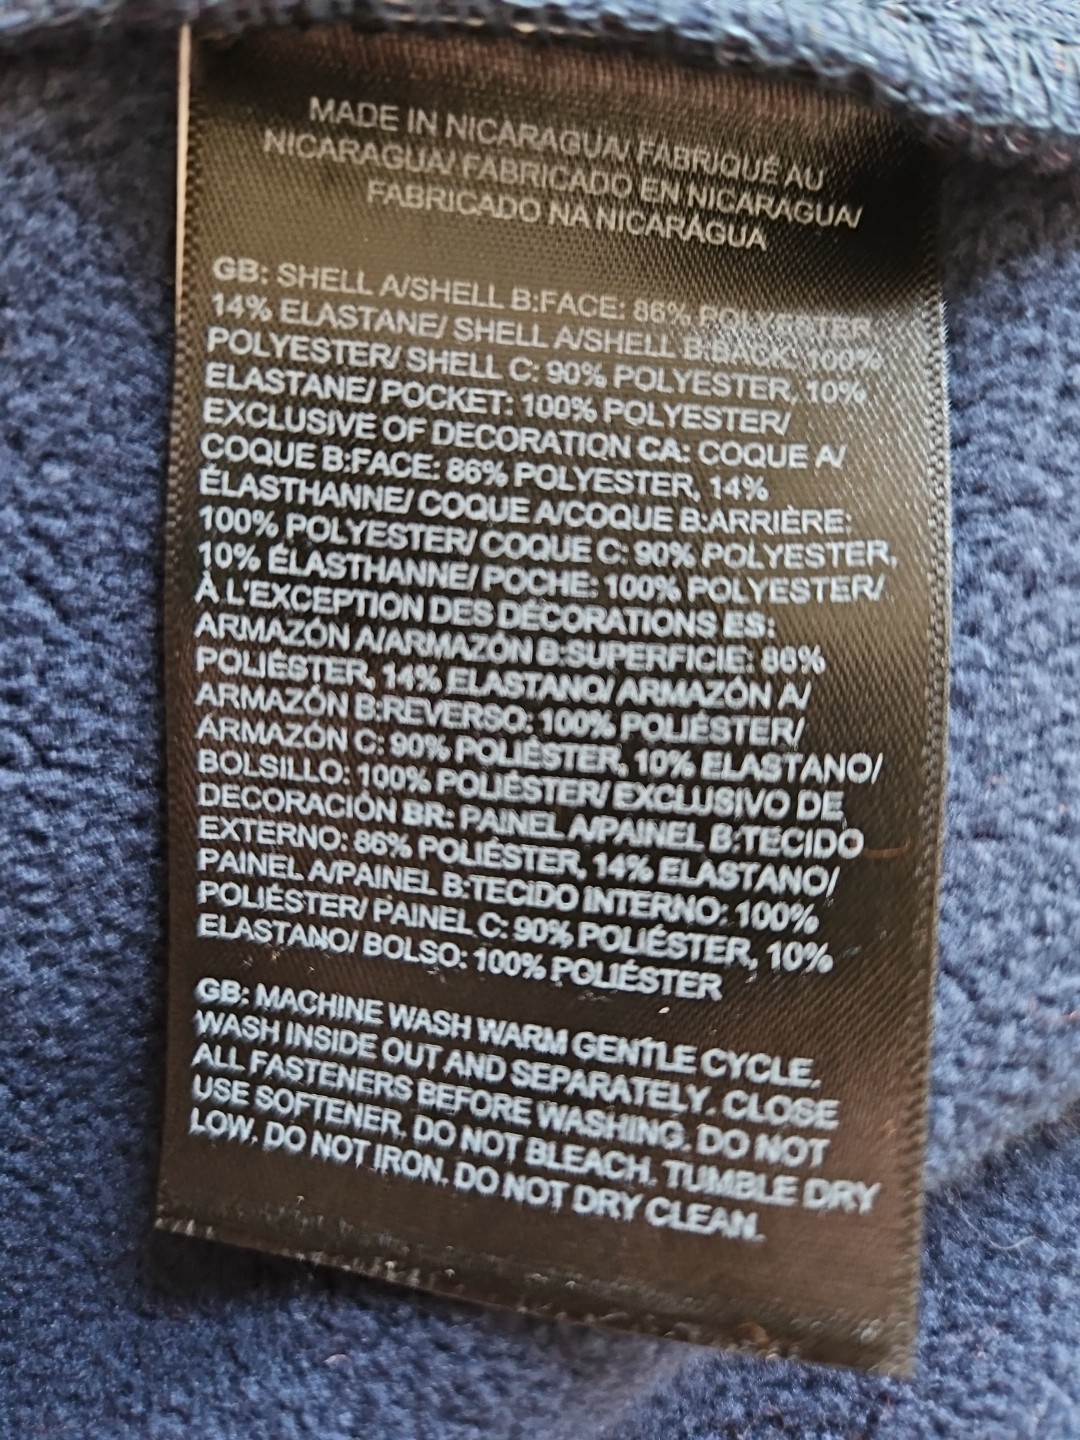 MADE IN NICARAGUA/ FABRIQUÉ AU
NICARAGUA/ FABRICADO EN NICARAGUA/
FABRICADO NA NICARÁGUA
GB: SHELL A/SHELL B:FACE: 86% POLYESTER,
14% ELASTANE/ SHELL A/SHELL B:BACK: 100%
POLYESTER/ SHELL C: 90% POLYESTER, 10%
ELASTANE/ POCKET: 100% POLYESTER/
EXCLUSIVE OF DECORATION CA: COQUE A/
COQUE B:FACE: 86% POLYESTER, 14%
ÉLASTHANNE/ COQUE A/COQUE B:ARRIÈRE:
100% POLYESTER/ COQUE C: 90% POLYESTER,
10% ÉLASTHANNE/ POCHE: 100% POLYESTER/
À L'EXCEPTION DES DÉCORATIONS ES:
ARMAZÓN A/ARMAZÓN B:SUPERFICIE: 86%
POLIÉSTER, 14% ELASTANO/ ARMAZÓN A/
ARMAZÓN B:REVERSO: 100% POLIÉSTER/
ARMAZÓN C: 90% POLIÉSTER, 10% ELASTANO/
BOLSILLO: 100% POLIÉSTER/ EXCLUSIVO DE
DECORACIÓN BR: PAINEL A/PAINEL B:TECIDO
EXTERNO: 86% POLIÉSTER, 14% ELASTANO/
PAINEL A/PAINEL B:TECIDO INTERNO: 100%
POLIÉSTER/ PAINEL C: 90% POLIÉSTER, 10%
ELASTANO/ BOLSO: 100% POLIÉSTER
GB: MACHINE WASH WARM GENTLE CYCLE.
WASH INSIDE OUT AND SEPARATELY. CLOSE
ALL FASTENERS BEFORE WASHING. DO NOT
USE SOFTENER. DO NOT BLEACH. TUMBLE DRY
LOW. DO NOT IRON. DO NOT DRY CLEAN.